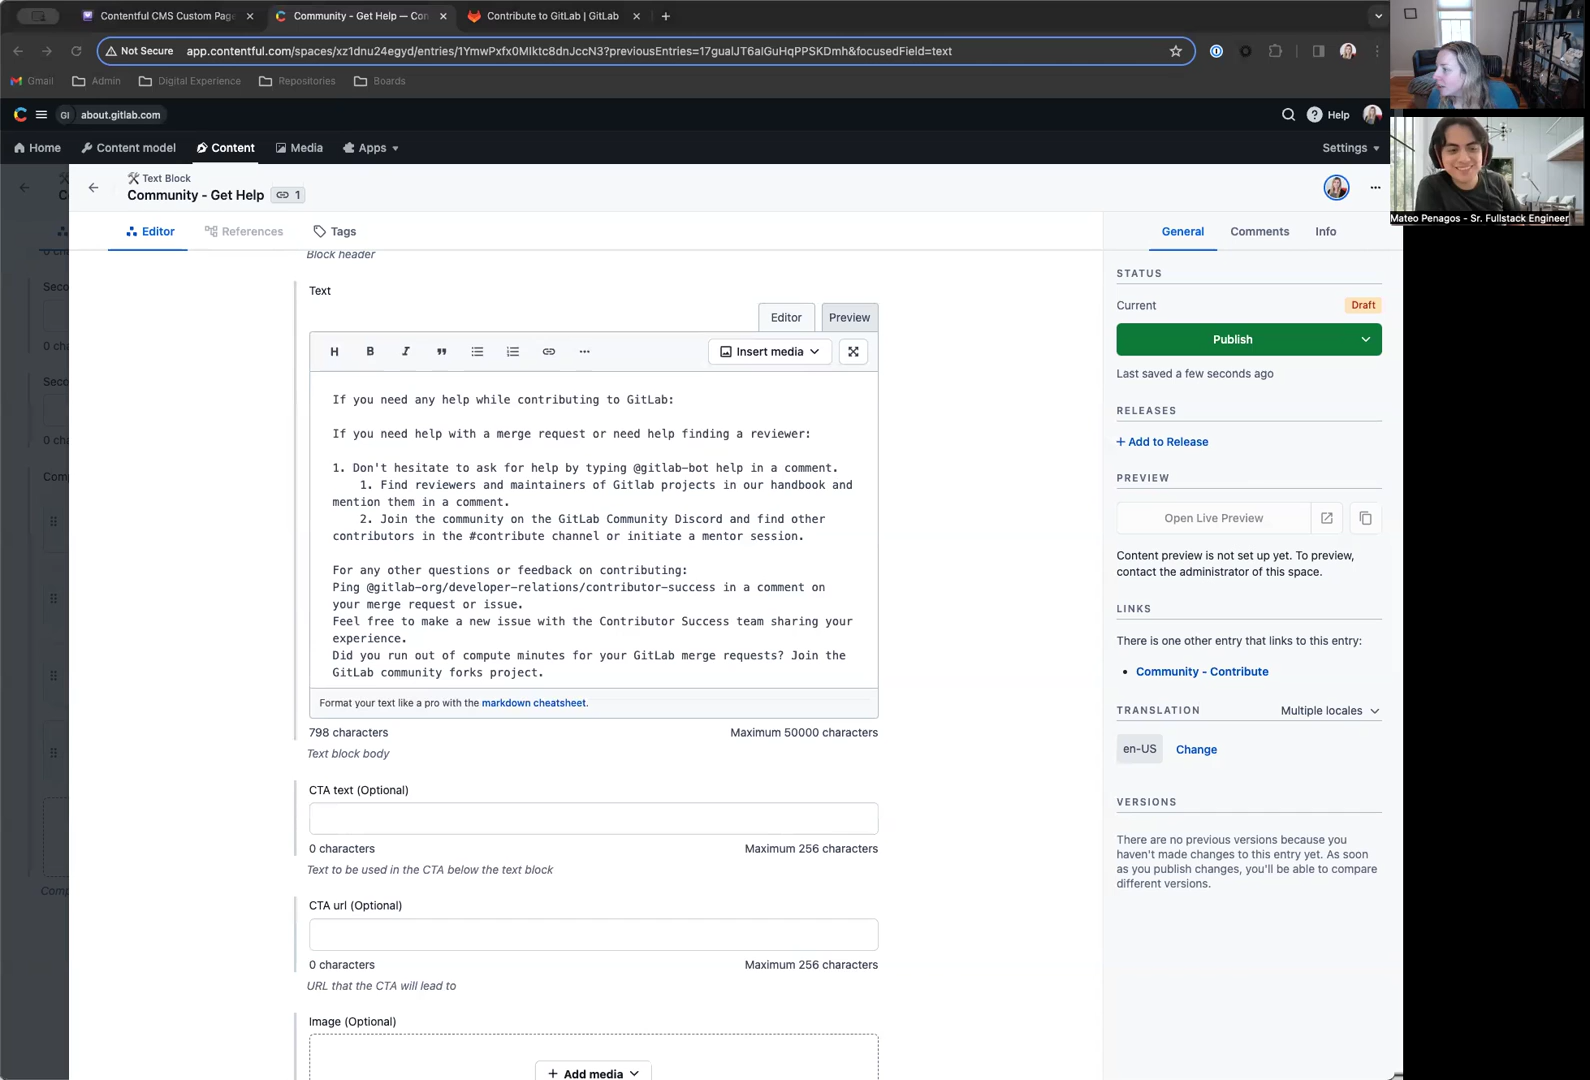 Contentful CMS Custom Page
Community - Get Help — Con
Contribute to GitLab | GitLab
Not Secure
app.contentful.com/spaces/xz1dnu24egyd/entries/1YmwPxfx0MIktc8dnJccN3?previousEntries=17gualJT6alGuHqPPSKDmh&focusedField=text
Gmail
Admin
Digital Experience
Repositories
Boards
GI
about.gitlab.com
Help
Home
Content model
Content
Media
Apps
Settings
Text Block
Community - Get Help
1
Mateo Penagos - Sr. Fullstack Engineer
Editor
References
Tags
General
Comments
Info
Block header
Text
Editor
Preview
H
B
I
Insert media
If you need any help while contributing to GitLab:
If you need help with a merge request or need help finding a reviewer:
1. Don't hesitate to ask for help by typing @gitlab-bot help in a comment.
1. Find reviewers and maintainers of Gitlab projects in our handbook and
mention them in a comment.
2. Join the community on the GitLab Community Discord and find other
contributors in the #contribute channel or initiate a mentor session.
For any other questions or feedback on contributing:
Ping @gitlab-org/developer-relations/contributor-success in a comment on
your merge request or issue.
Feel free to make a new issue with the Contributor Success team sharing your
experience.
Did you run out of compute minutes for your GitLab merge requests? Join the
GitLab community forks project.
Format your text like a pro with the markdown cheatsheet.
798 characters
Maximum 50000 characters
Text block body
CTA text (Optional)
0 characters
Maximum 256 characters
Text to be used in the CTA below the text block
CTA url (Optional)
0 characters
Maximum 256 characters
URL that the CTA will lead to
Image (Optional)
+ Add media
STATUS
Current
Draft
Publish
Last saved a few seconds ago
RELEASES
+ Add to Release
PREVIEW
Open Live Preview
Content preview is not set up yet. To preview,
contact the administrator of this space.
LINKS
There is one other entry that links to this entry:
• Community - Contribute
TRANSLATION
Multiple locales
en-US
Change
VERSIONS
There are no previous versions because you
haven't made changes to this entry yet. As soon
as you publish changes, you'll be able to compare
different versions.
0 cha
Seco
0 cha
Seco
0 cha
Com
Comp